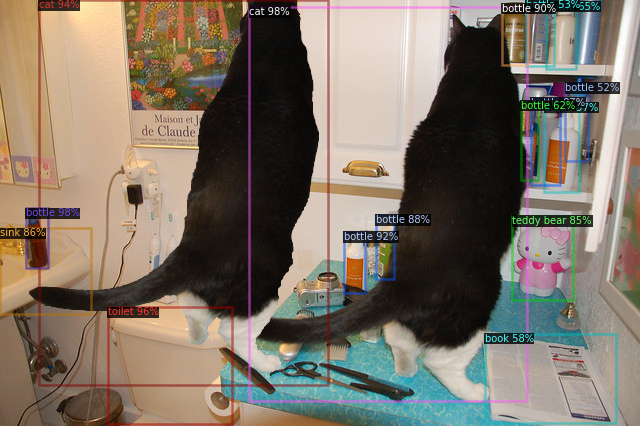 cat 94%
cat 98%
bottle 90%
53%
55%
bottle 52%
bottle 62%
37%
Maison et J
de Claude
bottle 98%
sink 86%
bottle 88%
bottle 92%
teddy bear 85%
toilet 96%
book 58%